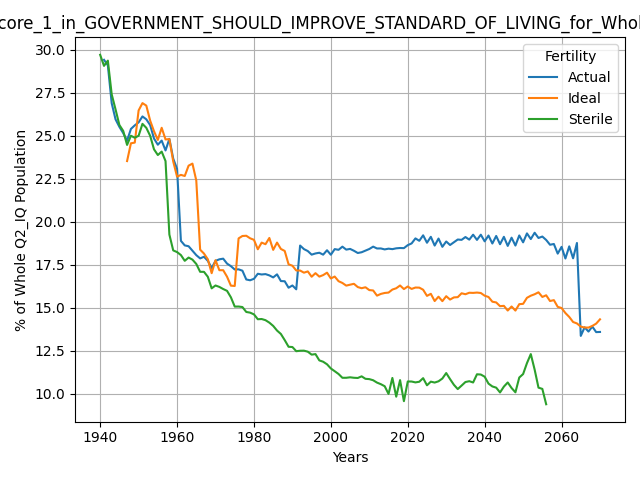 core_1_in_GOVERNMENT_SHOULD_IMPROVE_STANDARD_OF_LIVING_for_Whol
30.0
27.5
25.0
22.5
20.0
17.5
15.0
12.5
10.0
% of Whole Q2_IQ Population
Fertility
Actual
Ideal
Sterile
1940
1960
1980
2000
2020
2040
2060
Years